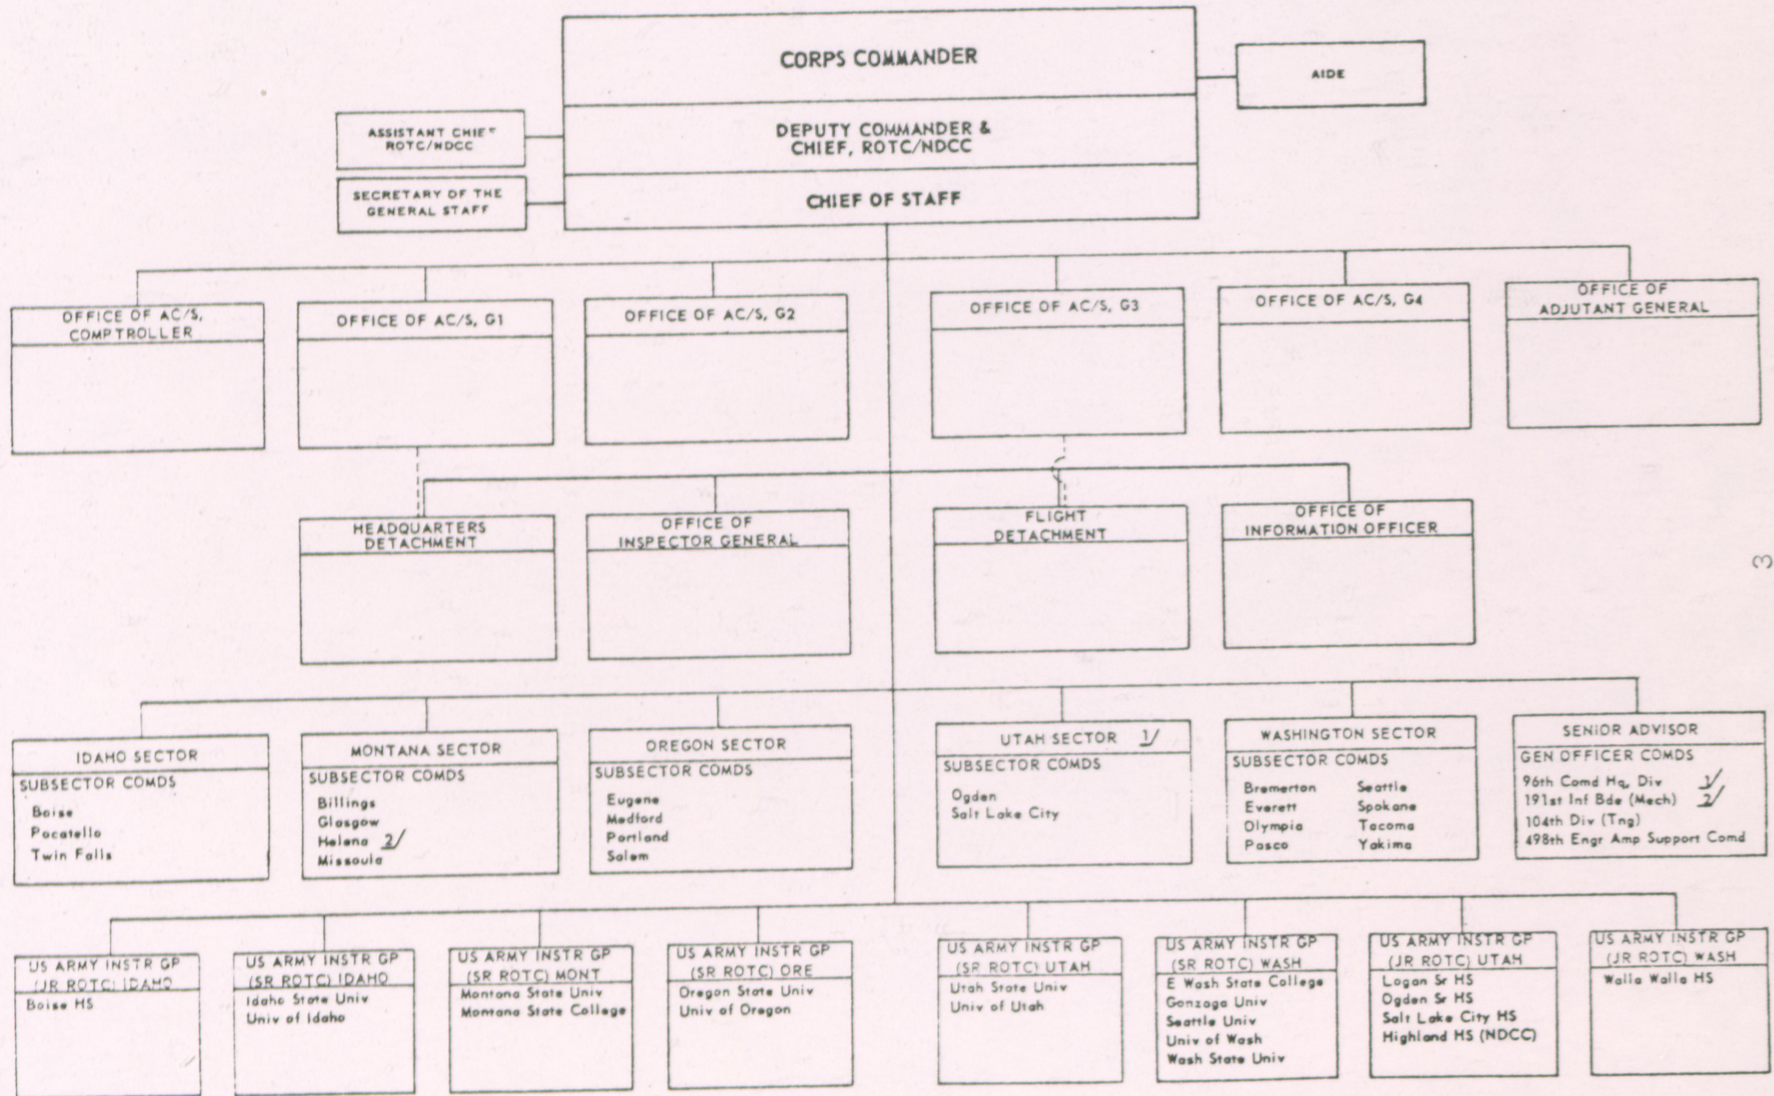 CORPS COMMANDER
AIDE
ASSISTANT CHIEF
ROTC/NDCC
DEPUTY COMMANDER &
CHIEF, ROTC/NDCC
SECRETARY OF THE
GENERAL STAFF
CHIEF OF STAFF
OFFICE OF AC/S,
COMPTROLLER
OFFICE OF AC/S, G1
OFFICE OF AC/S, G2
OFFICE OF AC/S, G3
OFFICE OF AC/S, G4
OFFICE OF
ADJUTANT GENERAL
HEADQUARTERS
DETACHMENT
OFFICE OF
INSPECTOR GENERAL
FLIGHT
DETACHMENT
OFFICE OF
INFORMATION OFFICER
3
IDAHO SECTOR
SUBSECTOR COMDS
Boise
Pocatello
Twin Falls
MONTANA SECTOR
SUBSECTOR COMDS
Billings
Glasgow
Helena 2/
Missoula
OREGON SECTOR
SUBSECTOR COMDS
Eugene
Medford
Portland
Salem
UTAH SECTOR 1/
SUBSECTOR COMDS
Ogden
Salt Lake City
WASHINGTON SECTOR
SUBSECTOR COMDS
Bremerton Seattle
Everett Spokane
Olympia Tacoma
Pasco Yakima
SENIOR ADVISOR
GEN OFFICER COMDS
96th Comd Hq, Div 1/
191st Inf Bde (Mech) 2/
104th Div (Tng)
498th Engr Amp Support Comd
US ARMY INSTR GP
(JR ROTC) IDAHO
Boise HS
US ARMY INSTR GP
(SR ROTC) IDAHO
Idaho State Univ
Univ of Idaho
US ARMY INSTR GP
(SR ROTC) MONT
Montana State Univ
Montana State College
US ARMY INSTR GP
(SR ROTC) ORE
Oregon State Univ
Univ of Oregon
US ARMY INSTR GP
(SR ROTC) UTAH
Utah State Univ
Univ of Utah
US ARMY INSTR GP
(SR ROTC) WASH
E Wash State College
Gonzaga Univ
Seattle Univ
Univ of Wash
Wash State Univ
US ARMY INSTR GP
(JR ROTC) UTAH
Logan Sr HS
Ogden Sr HS
Salt Lake City HS
Highland HS (NDCC)
US ARMY INSTR GP
(JR ROTC) WASH
Walla Walla HS